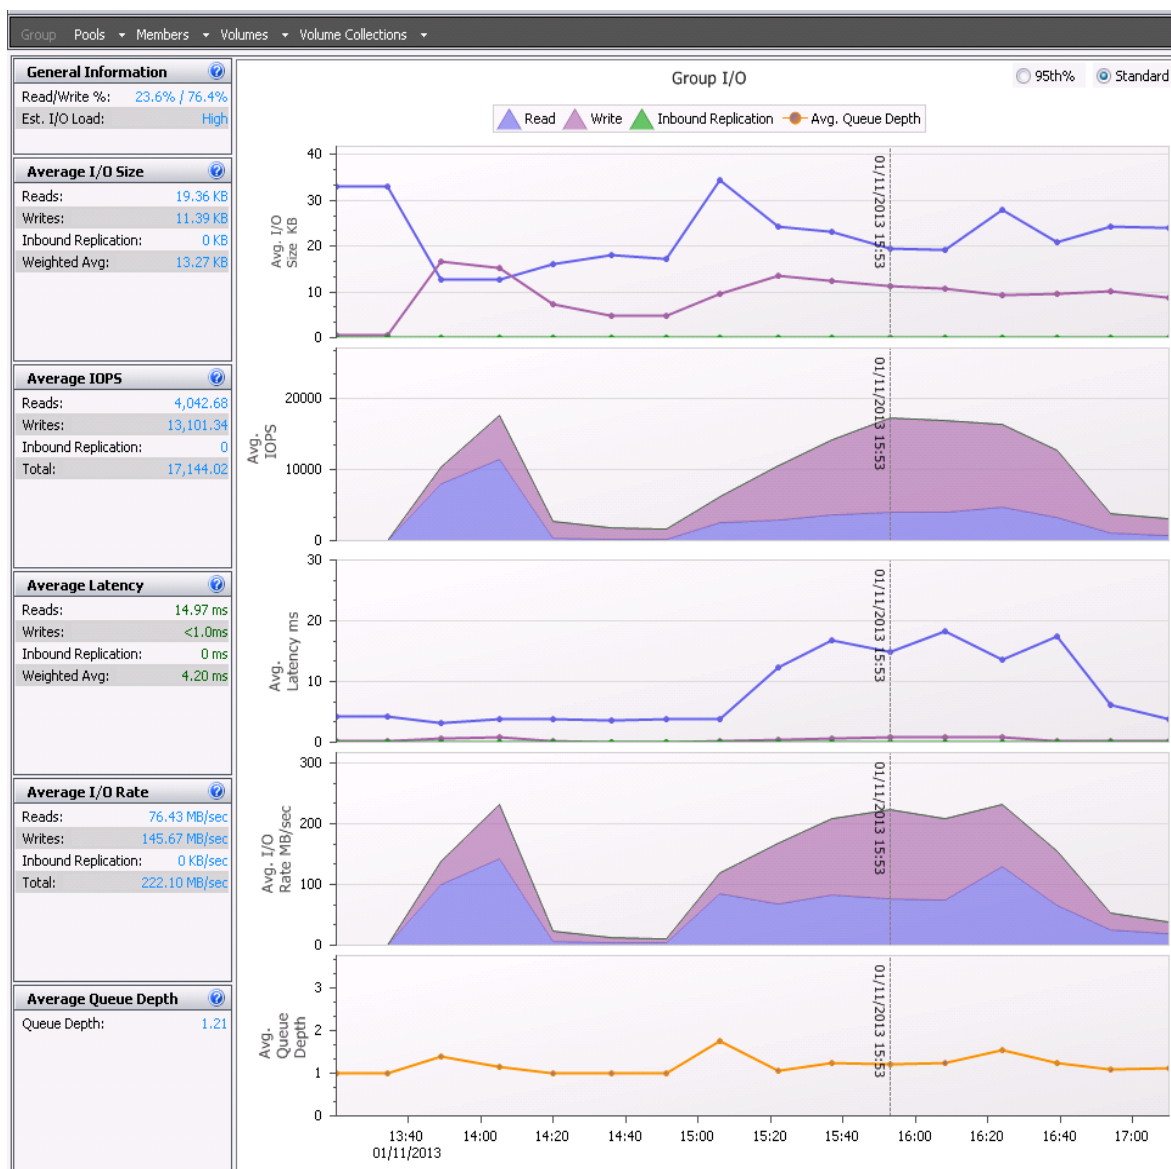 Group Pools Members Volumes Volume Collections
General Information
Read/Write %: 23.6% / 76.4%
Est. I/O Load: High
Average I/O Size
Reads: 19.36 KB
Writes: 11.39 KB
Inbound Replication: 0 KB
Weighted Avg: 13.27 KB
Average IOPS
Reads: 4,042.68
Writes: 13,101.34
Inbound Replication: 0
Total: 17,144.02
Average Latency
Reads: 14.97 ms
Writes: <1.0ms
Inbound Replication: 0 ms
Weighted Avg: 4.20 ms
Average I/O Rate
Reads: 76.43 MB/sec
Writes: 145.67 MB/sec
Inbound Replication: 0 KB/sec
Total: 222.10 MB/sec
Average Queue Depth
Queue Depth: 1.21
Group I/O
95th% Standard
Read Write Inbound Replication Avg. Queue Depth
Avg. I/O
Size KB
40
30
20
10
0
01/11/2013 15:53
Avg.
IOPS
20000
10000
0
01/11/2013 15:53
Avg.
Latency ms
30
20
10
0
01/11/2013 15:53
Avg. I/O
Rate MB/sec
300
200
100
0
01/11/2013 15:53
Avg.
Queue
Depth
3
2
1
0
01/11/2013 15:53
13:40 14:00 14:20 14:40 15:00 15:20 15:40 16:00 16:20 16:40 17:00
01/11/2013